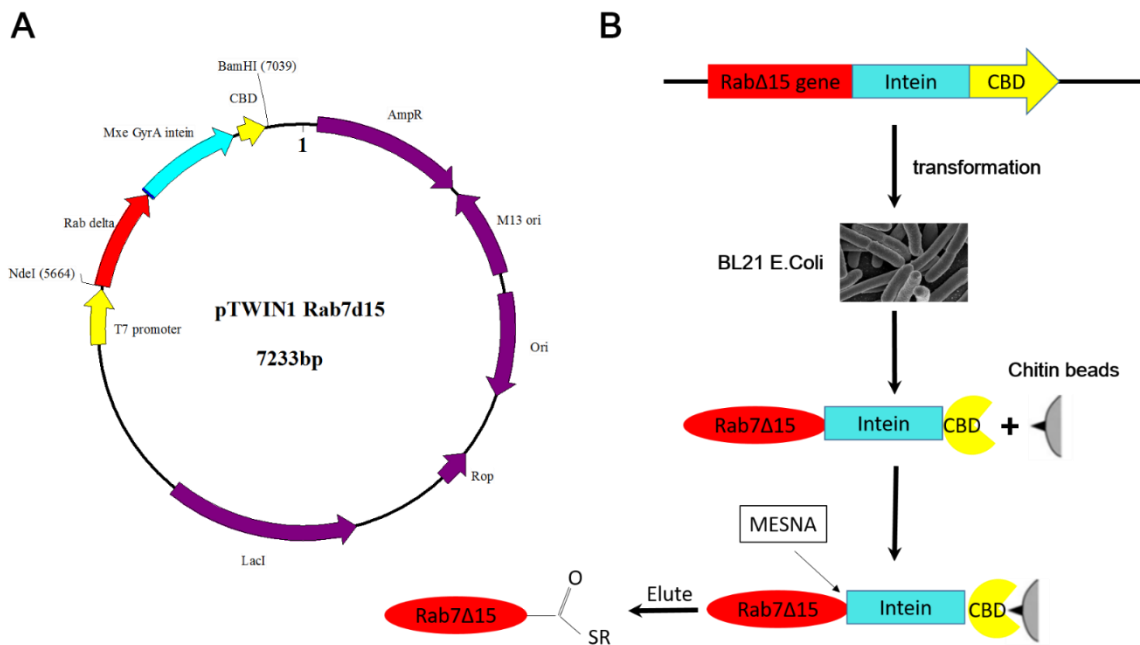 A
BamHI (7039)
CBD
AmpR
Mxe GyrA intein
1
M13 ori
Rab delta
NdeI (5664)
T7 promoter
pTWIN1 Rab7d15
7233bp
Ori
Rop
LacI
B
RabΔ15 gene
Intein
CBD
transformation
BL21 E.Coli
Chitin beads
Rab7Δ15
Intein
CBD
+
MESNA
Rab7Δ15
Intein
CBD
Elute
Rab7Δ15
O
SR